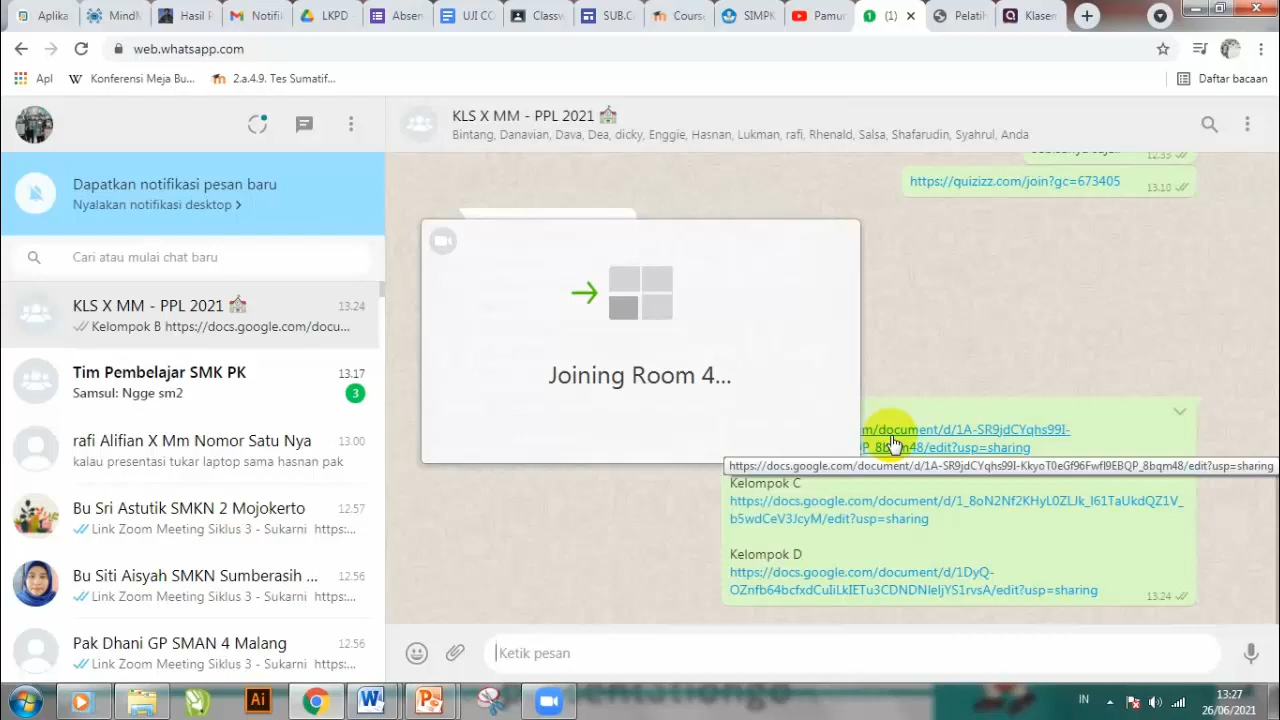 Aplika
MindM
Hasil F
Notifi
LKPD
Absen
UJI CO
Classv
SUB.C
Cours
SIMPK
Pamur
(1)
Pelati
Klasen
web.whatsapp.com
Apl
Konferensi Meja Bu...
2.a.4.9. Tes Sumatif...
Daftar bacaan
KLS X MM - PPL 2021
Bintang, Danavian, Dava, Dea, dicky, Enggie, Hasnan, Lukman, rafi, Rhenald, Salsa, Shafarudin, Syahrul, Anda
Dapatkan notifikasi pesan baru
Nyalakan notifikasi desktop >
Cari atau mulai chat baru
KLS X MM - PPL 2021
13.24
Kelompok B https://docs.google.com/docu...
Tim Pembelajar SMK PK
13.17
Samsul: Ngge sm2
3
rafi Alifian X Mm Nomor Satu Nya
13.00
kalau presentasi tukar laptop sama hasnan pak
Bu Sri Astutik SMKN 2 Mojokerto
12.57
Link Zoom Meeting Siklus 3 - Sukarni https:...
Bu Siti Aisyah SMKN Sumberasih ...
12.56
Link Zoom Meeting Siklus 3 - Sukarni https:...
Pak Dhani GP SMAN 4 Malang
12.56
Link Zoom Meeting Siklus 3 - Sukarni https:...
12.55
https://quizizz.com/join?gc=673405
13.10
Joining Room 4...
m/document/d/1A-SR9jdCYqhs99I-
QP_8bqm48/edit?usp=sharing
https://docs.google.com/document/d/1A-SR9jdCYqhs99I-KkyoT0eGf96Fwfl9EBQP_8bqm48/edit?usp=sharing
Kelompok C
https://docs.google.com/document/d/1_8oN2Nf2KHyL0ZLJk_I61TaUkdQZ1V_
b5wdCeV3JcyM/edit?usp=sharing
Kelompok D
https://docs.google.com/document/d/1DyQ-
OZnfb64bcfxdCuIiLkIETu3CDNDNIeIjYS1rvsA/edit?usp=sharing
13.24
Ketik pesan
IN
13:27
26/06/2021